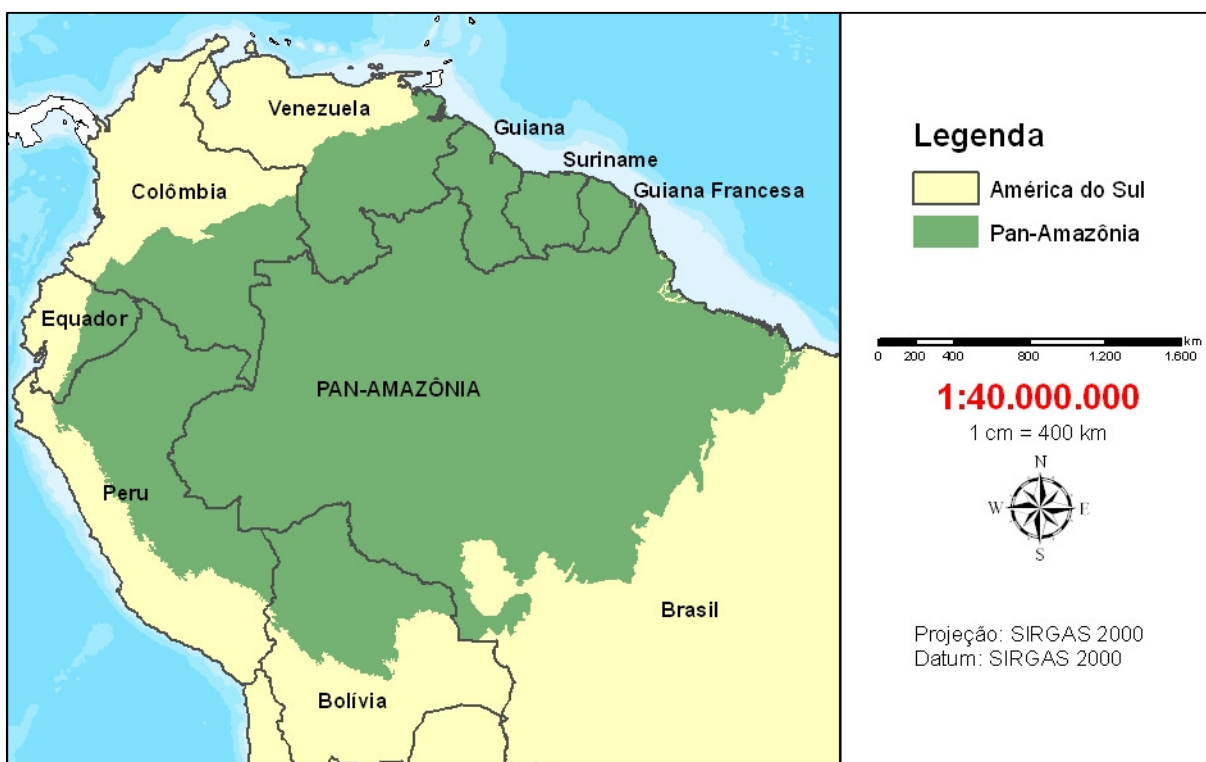 Venezuela
Guiana
Suriname
Guiana Francesa
Colômbia
Equador
PAN-AMAZÔNIA
Peru
Brasil
Bolívia
Legenda
América do Sul
Pan-Amazônia
km
0 200 400 800 1.200 1.600
1:40.000.000
1 cm = 400 km
N
W E
S
Projeção: SIRGAS 2000
Datum: SIRGAS 2000